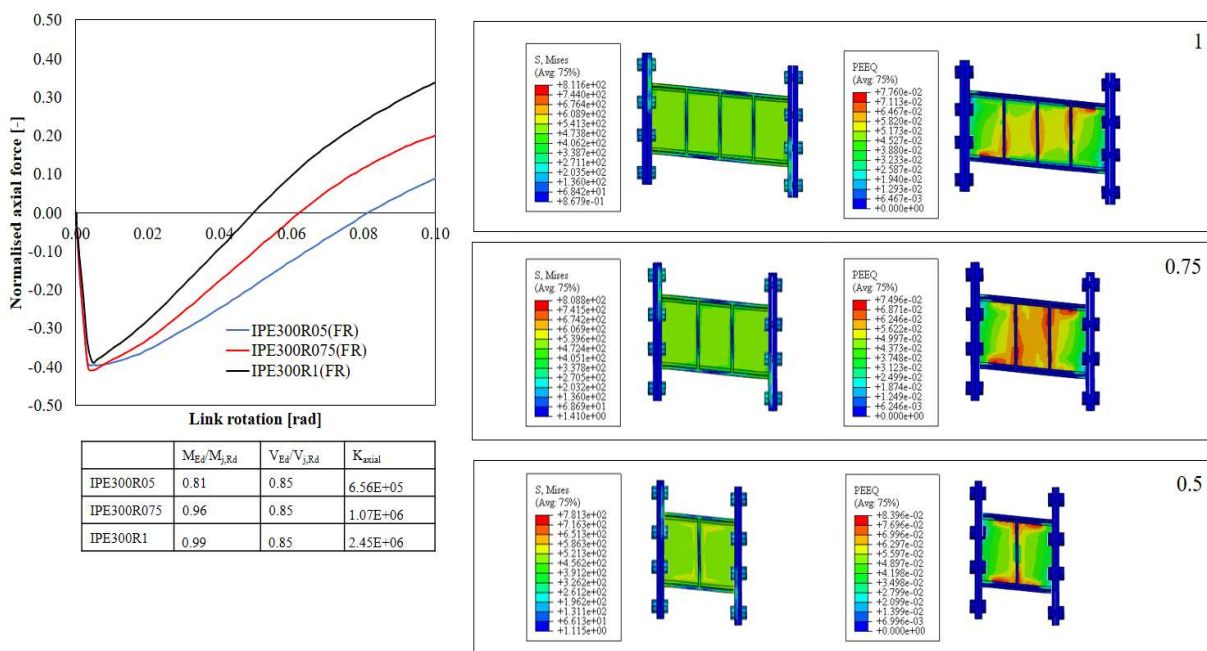 0.50
0.40
0.30
0.20
0.10
0.00
-0.10
-0.20
-0.30
-0.40
-0.50
Normalised axial force [-]
0.00 0.02 0.04 0.06 0.08 0.10
IPE300R05(FR)
IPE300R075(FR)
IPE300R1(FR)
Link rotation [rad]
MEd/Mj,Rd VEd/Vj,Rd Kaxial
IPE300R05 0.81 0.85 6.56E+05
IPE300R075 0.96 0.85 1.07E+06
IPE300R1 0.99 0.85 2.45E+06
1
S, Mises
(Avg: 75%)
+8.116e+02
+7.440e+02
+6.764e+02
+6.089e+02
+5.413e+02
+4.738e+02
+4.062e+02
+3.387e+02
+2.711e+02
+2.035e+02
+1.360e+02
+6.842e+01
+8.679e-01
PEEQ
(Avg: 75%)
+7.760e-02
+7.113e-02
+6.467e-02
+5.820e-02
+5.173e-02
+4.527e-02
+3.880e-02
+3.233e-02
+2.587e-02
+1.940e-02
+1.293e-02
+6.467e-03
+0.000e+00
0.75
S, Mises
(Avg: 75%)
+8.088e+02
+7.415e+02
+6.742e+02
+6.069e+02
+5.396e+02
+4.724e+02
+4.051e+02
+3.378e+02
+2.705e+02
+2.032e+02
+1.360e+02
+6.869e+01
+1.410e+00
PEEQ
(Avg: 75%)
+7.496e-02
+6.871e-02
+6.246e-02
+5.622e-02
+4.997e-02
+4.373e-02
+3.748e-02
+3.123e-02
+2.499e-02
+1.874e-02
+1.249e-02
+6.246e-03
+0.000e+00
0.5
S, Mises
(Avg: 75%)
+7.813e+02
+7.163e+02
+6.513e+02
+5.863e+02
+5.213e+02
+4.562e+02
+3.912e+02
+3.262e+02
+2.612e+02
+1.962e+02
+1.311e+02
+6.613e+01
+1.115e+00
PEEQ
(Avg: 75%)
+8.396e-02
+7.696e-02
+6.996e-02
+6.297e-02
+5.597e-02
+4.897e-02
+4.198e-02
+3.498e-02
+2.799e-02
+2.099e-02
+1.399e-02
+6.996e-03
+0.000e+00